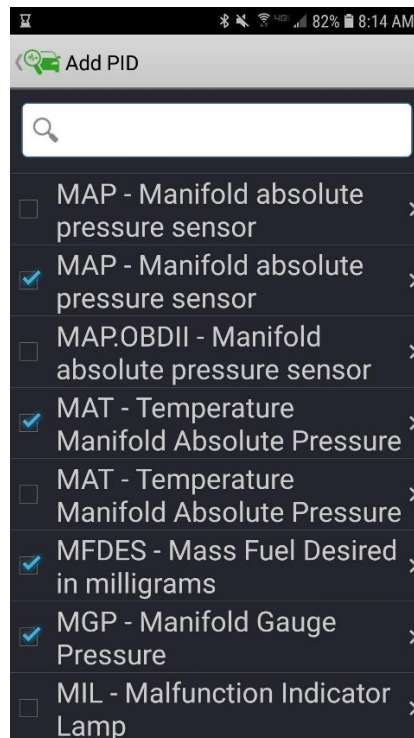 82% 8:14 AM
Add PID
MAP - Manifold absolute
pressure sensor
MAP - Manifold absolute
pressure sensor
MAP.OBDII - Manifold
absolute pressure sensor
MAT - Temperature
Manifold Absolute Pressure
MAT - Temperature
Manifold Absolute Pressure
MFDES - Mass Fuel Desired
in milligrams
MGP - Manifold Gauge
Pressure
MIL - Malfunction Indicator
Lamp